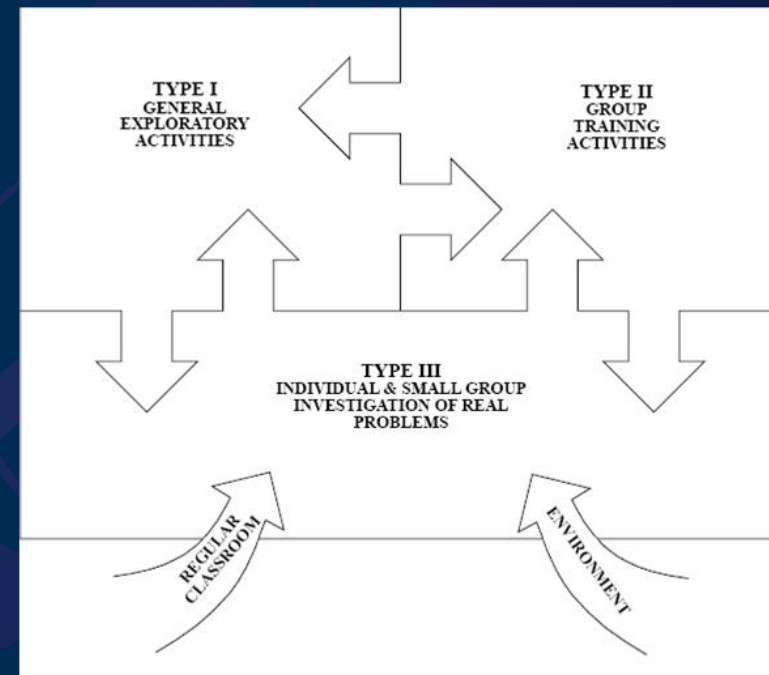 TYPE I
GENERAL
EXPLORATORY
ACTIVITIES
TYPE II
GROUP
TRAINING
ACTIVITIES
TYPE III
INDIVIDUAL & SMALL GROUP
INVESTIGATION OF REAL
PROBLEMS
REGULAR
CLASSROOM
ENVIRONMENT